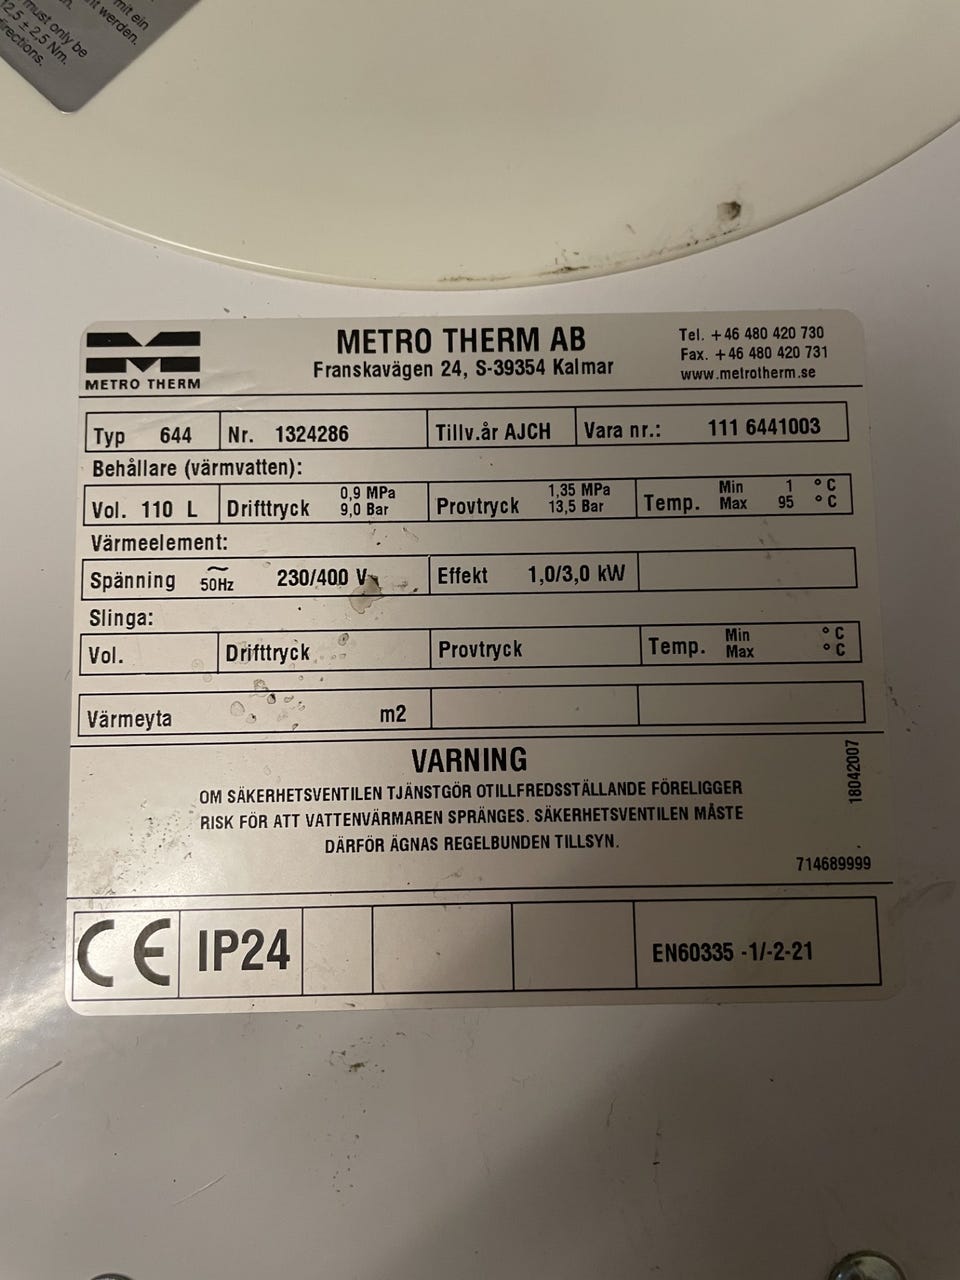 mit ein
werden.
must only be
12,5 ± 2,5 Nm.
METRO THERM
METRO THERM AB
Franskavägen 24, S-39354 Kalmar
Tel. +46 480 420 730
Fax. +46 480 420 731
www.metrotherm.se
Typ 644 Nr. 1324286 Tillv.år AJCH Vara nr.: 111 6441003
Behållare (värmvatten):
Vol. 110 L Drifttryck 0,9 MPa 9,0 Bar Provtryck 1,35 MPa 13,5 Bar Temp. Min 1 °C Max 95 °C
Värmeelement:
Spänning ~ 50Hz 230/400 V Effekt 1,0/3,0 kW
Slinga:
Vol. Drifttryck Provtryck Temp. Min °C Max °C
Värmeyta m2
VARNING
OM SÄKERHETSVENTILEN TJÄNSTGÖR OTILLFREDSSTÄLLANDE FÖRELIGGER
RISK FÖR ATT VATTENVÄRMAREN SPRÄNGES. SÄKERHETSVENTILEN MÅSTE
DÄRFÖR ÄGNAS REGELBUNDEN TILLSYN.
18042007
714689999
CE IP24 EN60335 -1/-2-21